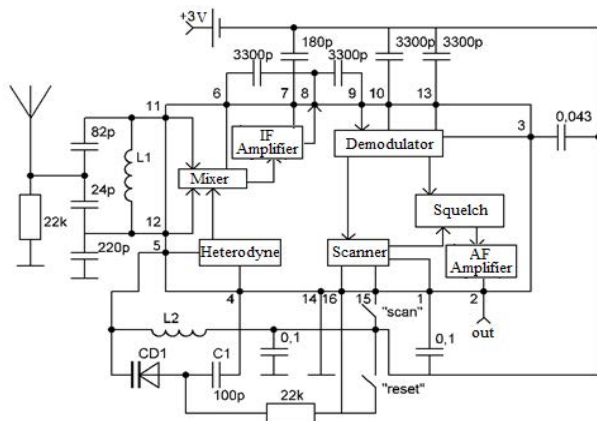 +3V
3300p
180p
3300p
3300p
3300p
6
7
8
9
10
13
11
3
0,043
82p
L1
IF
Amplifier
Demodulator
Mixer
24p
22k
12
Squelch
220p
5
Heterodyne
Scanner
AF
Amplifier
4
14
16
15
"scan"
1
2
L2
out
0,1
0,1
CD1
C1
100p
22k
"reset"